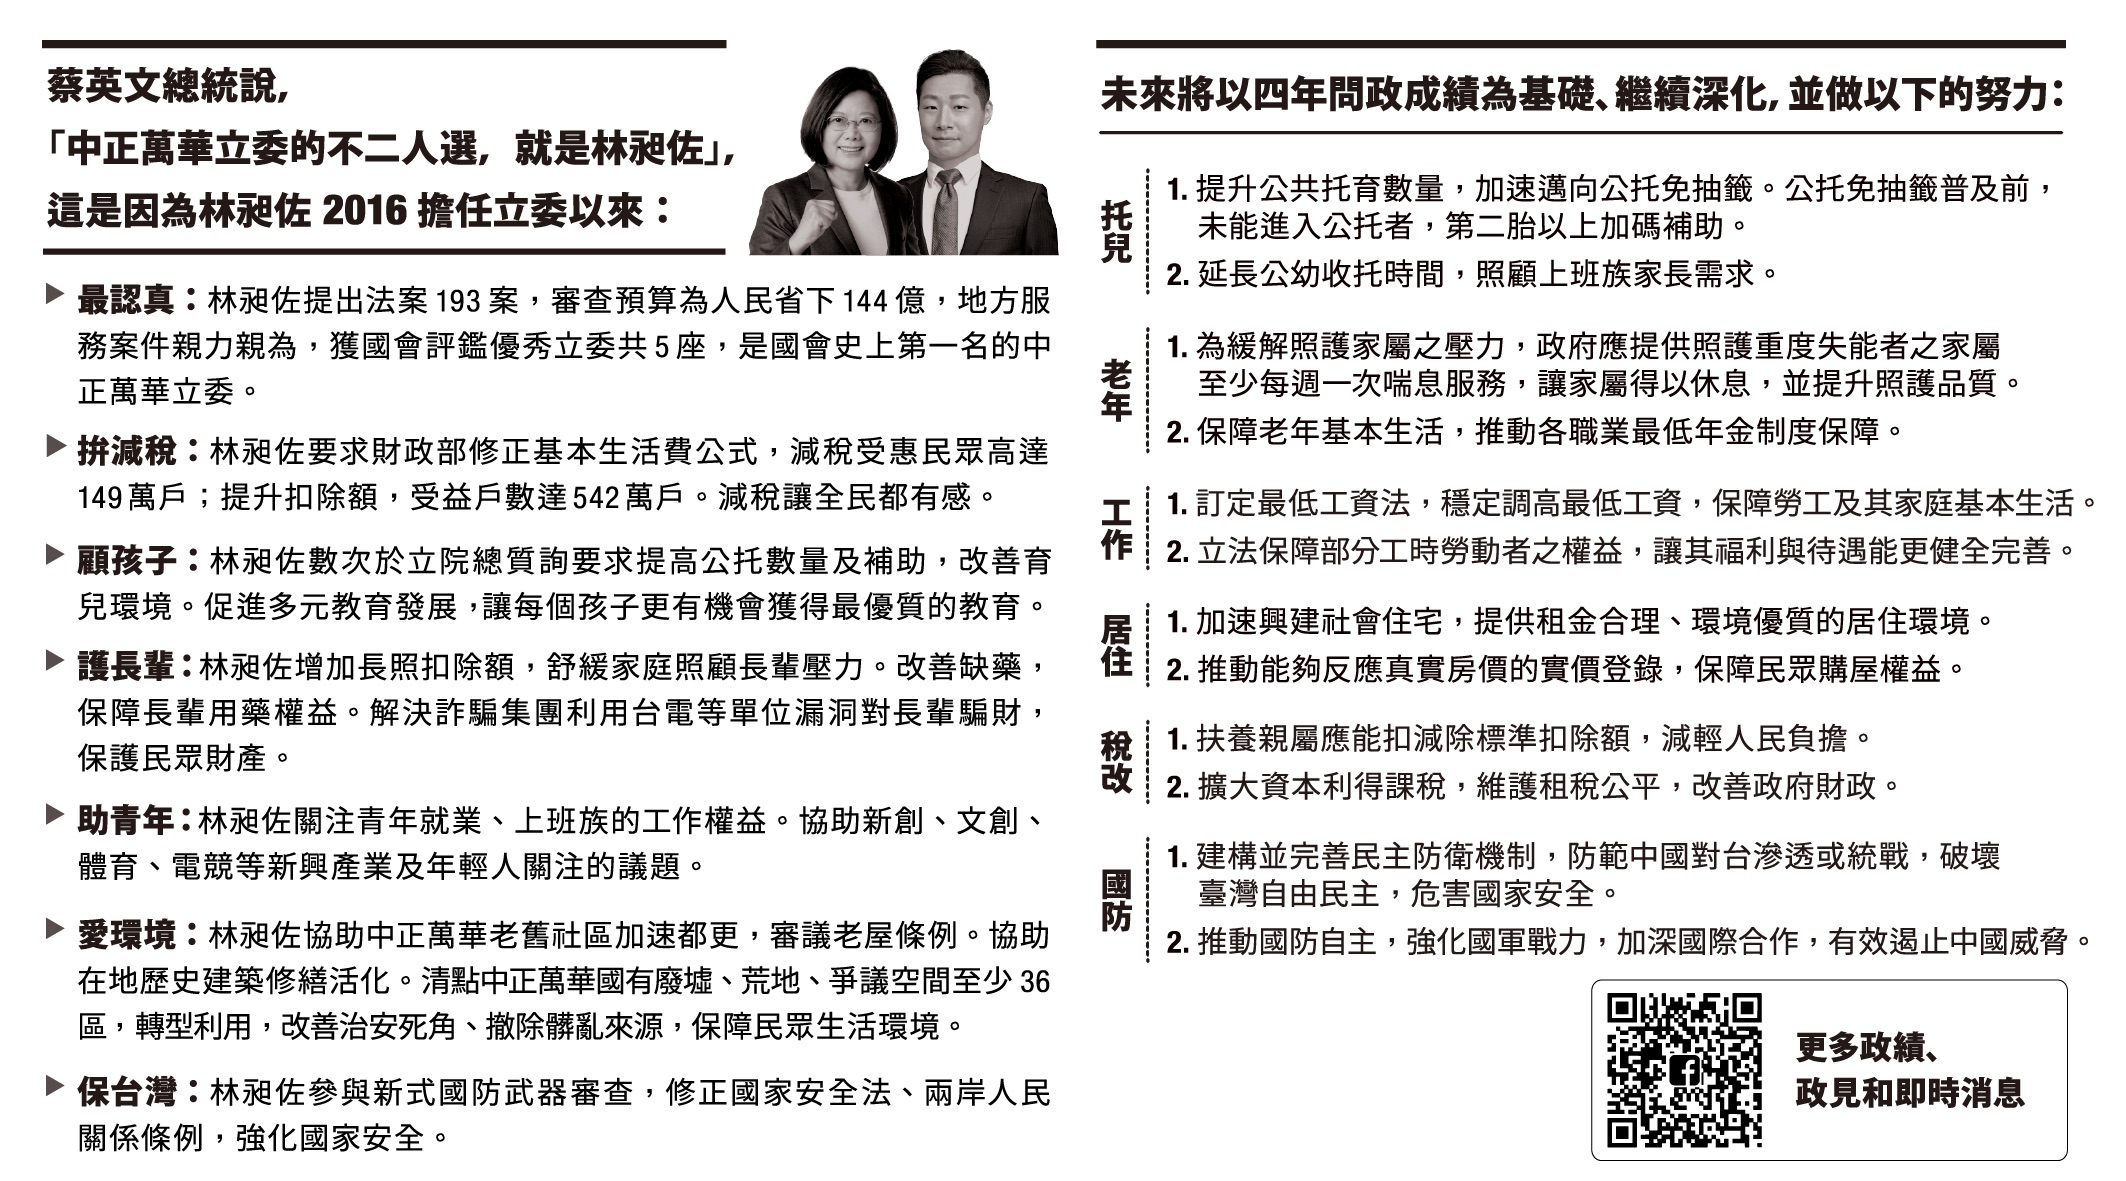 蔡英文總統說,
「中正萬華立委的不二人選, 就是林昶佐」,
這是因為林昶佐 2016 擔任立委以來：
▶ 最認真：林昶佐提出法案 193 案，審查預算為人民省下 144 億，地方服
務案件親力親為，獲國會評鑑優秀立委共 5 座，是國會史上第一名的中
正萬華立委。
▶ 拚減稅：林昶佐要求財政部修正基本生活費公式，減稅受惠民眾高達
149 萬戶；提升扣除額，受益戶數達 542 萬戶。減稅讓全民都有感。
▶ 顧孩子：林昶佐數次於立院總質詢要求提高公托數量及補助，改善育
兒環境。促進多元教育發展，讓每個孩子更有機會獲得最優質的教育。
▶ 護長輩：林昶佐增加長照扣除額，舒緩家庭照顧長輩壓力。改善缺藥，
保障長輩用藥權益。解決詐騙集團利用台電等單位漏洞對長輩騙財，
保護民眾財產。
▶ 助青年：林昶佐關注青年就業、上班族的工作權益。協助新創、文創、
體育、電競等新興產業及年輕人關注的議題。
▶ 愛環境：林昶佐協助中正萬華老舊社區加速都更，審議老屋條例。協助
在地歷史建築修繕活化。清點中正萬華國有廢墟、荒地、爭議空間至少 36
區，轉型利用，改善治安死角、撤除髒亂來源，保障民眾生活環境。
▶ 保台灣：林昶佐參與新式國防武器審查，修正國家安全法、兩岸人民
關係條例，強化國家安全。
未來將以四年問政成績為基礎、繼續深化, 並做以下的努力：
托兒
1. 提升公共托育數量，加速邁向公托免抽籤。公托免抽籤普及前，
未能進入公托者，第二胎以上加碼補助。
2. 延長公幼收托時間，照顧上班族家長需求。
老年
1. 為緩解照護家屬之壓力，政府應提供照護重度失能者之家屬
至少每週一次喘息服務，讓家屬得以休息，並提升照護品質。
2. 保障老年基本生活，推動各職業最低年金制度保障。
工作
1. 訂定最低工資法，穩定調高最低工資，保障勞工及其家庭基本生活。
2. 立法保障部分工時勞動者之權益，讓其福利與待遇能更健全完善。
居住
1. 加速興建社會住宅，提供租金合理、環境優質的居住環境。
2. 推動能夠反應真實房價的實價登錄，保障民眾購屋權益。
稅改
1. 扶養親屬應能扣減除標準扣除額，減輕人民負擔。
2. 擴大資本利得課稅，維護租稅公平，改善政府財政。
國防
1. 建構並完善民主防衛機制，防範中國對台滲透或統戰，破壞
臺灣自由民主，危害國家安全。
2. 推動國防自主，強化國軍戰力，加深國際合作，有效遏止中國威脅。
更多政績、
政見和即時消息